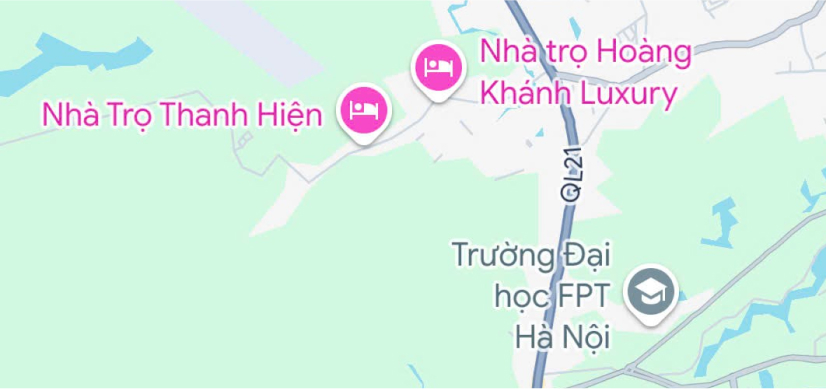 Nhà trọ Hoàng
Khánh Luxury
Nhà Trọ Thanh Hiện
QL21
Trường Đại
học FPT
Hà Nội